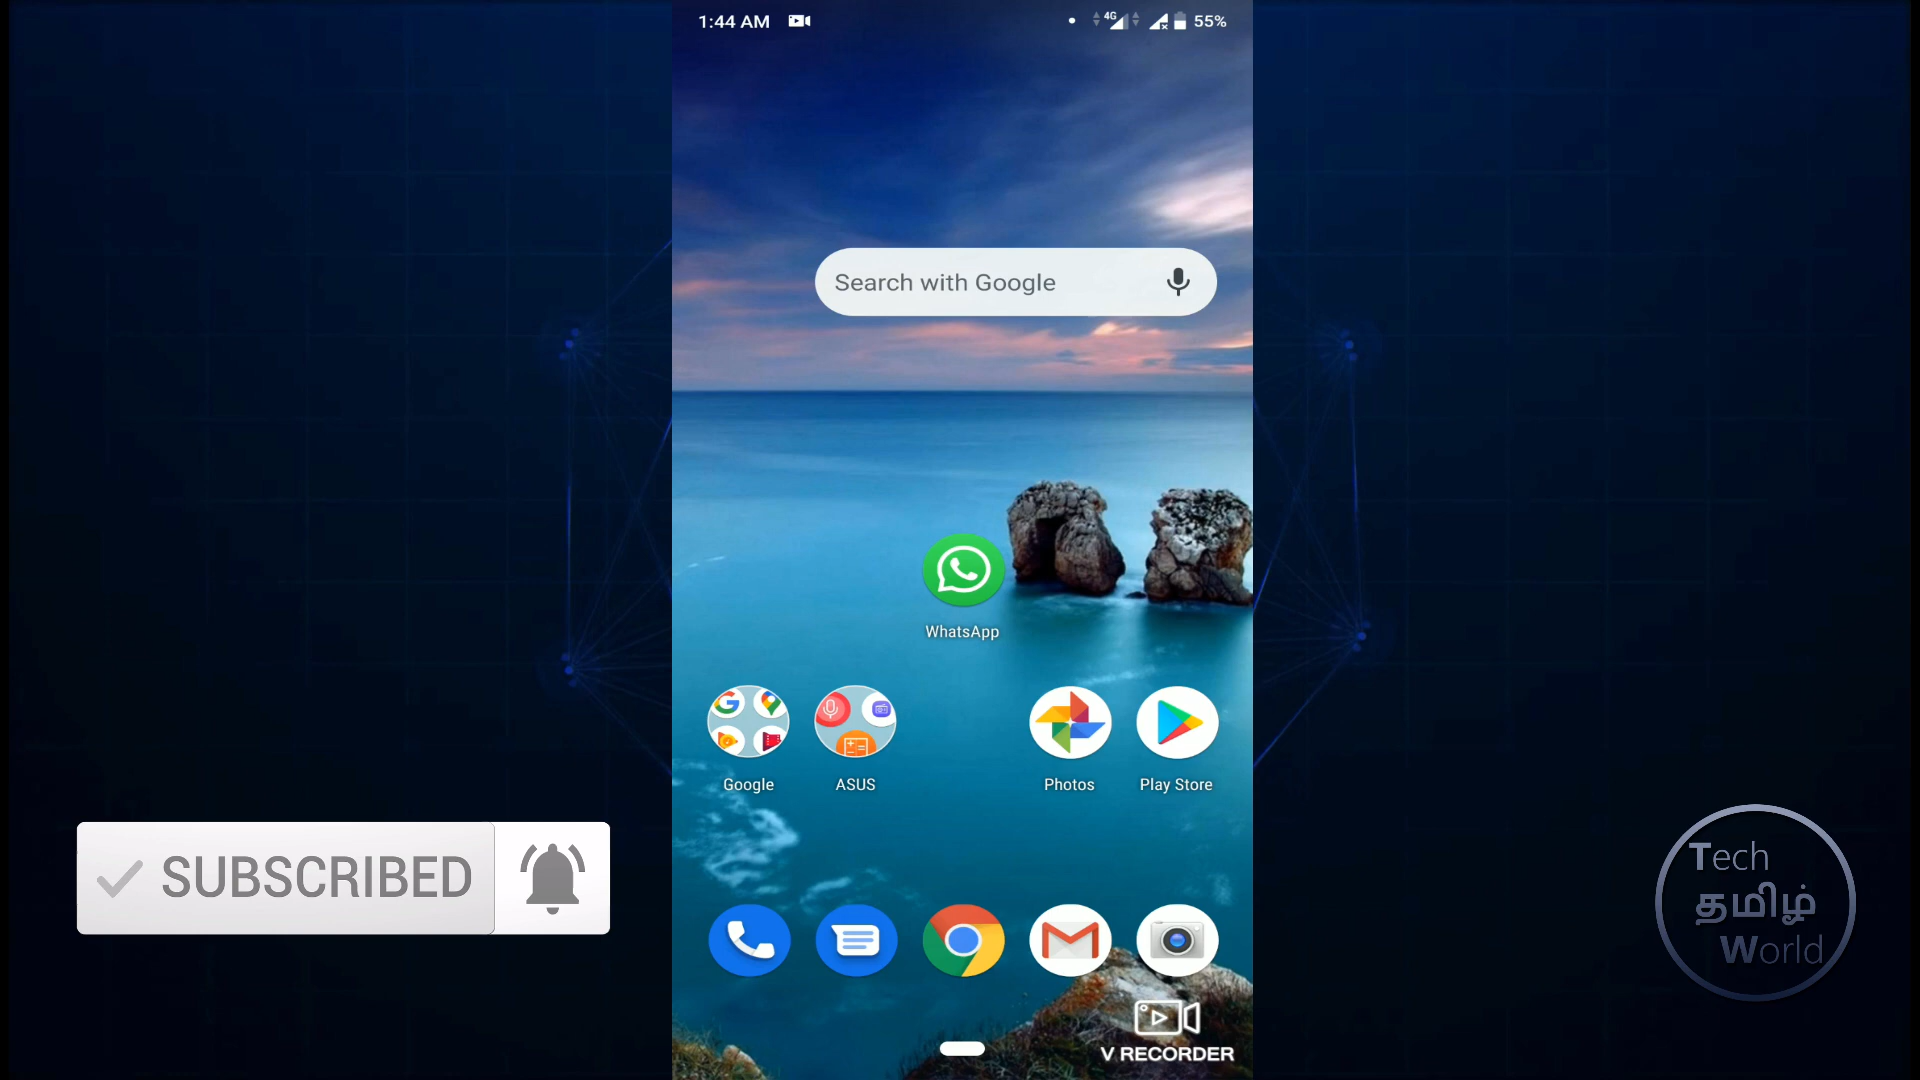 1:44 AM
4G
55%
Search with Google
WhatsApp
Google
ASUS
Photos
Play Store
SUBSCRIBED
Tech
தமிழ்
World
V RECORDER